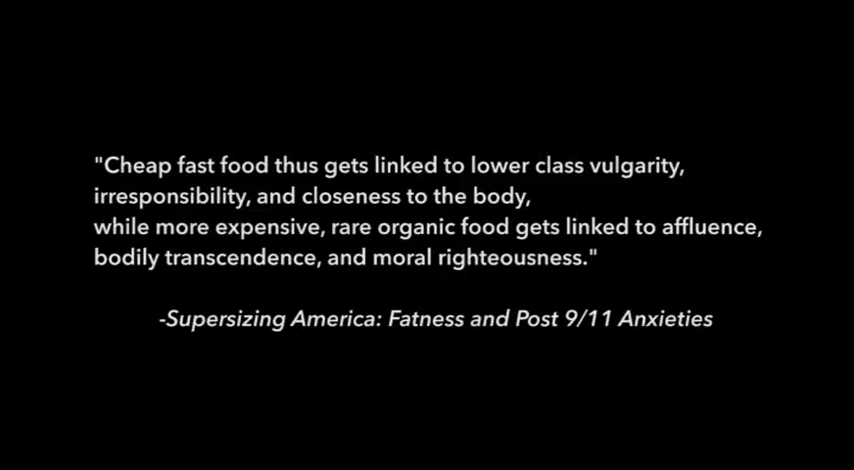 "Cheap fast food thus gets linked to lower class vulgarity,
irresponsibility, and closeness to the body,
while more expensive, rare organic food gets linked to affluence,
bodily transcendence, and moral righteousness."
-Supersizing America: Fatness and Post 9/11 Anxieties